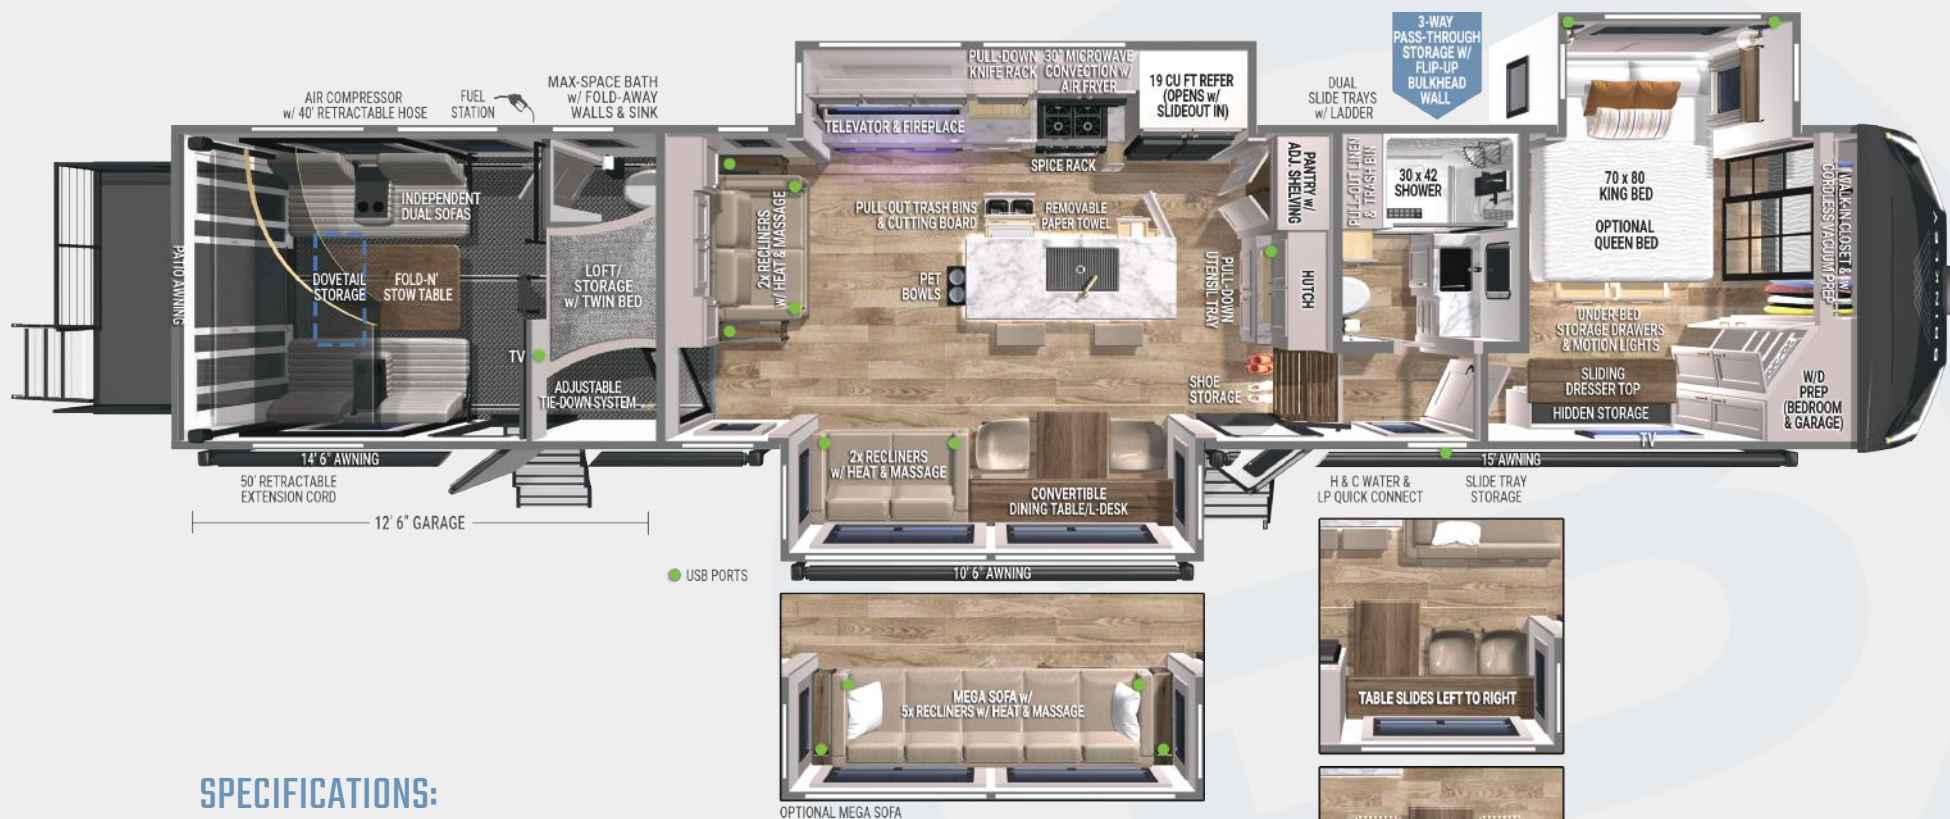 3-WAY
PASS-THROUGH
STORAGE W/
FLIP-UP
BULKHEAD
WALL
AIR COMPRESSOR
w/ 40' RETRACTABLE HOSE
FUEL
STATION
MAX-SPACE BATH
w/ FOLD-AWAY
WALLS & SINK
PULL-DOWN
KNIFE RACK
30" MICROWAVE
CONVECTION w/
AIR FRYER
19 CU FT REFER
(OPENS w/
SLIDEOUT IN)
DUAL
SLIDE TRAYS
w/ LADDER
TELEVATOR & FIREPLACE
SPICE RACK
PANTRY w/
ADJ. SHELVING
PULL-OUT LINEN
& TRASH BIN
30 x 42
SHOWER
70 x 80
KING BED
OPTIONAL
QUEEN BED
WALK-IN CLOSET & w/
CORDLESS VACUUM PREP
PATIO AWNING
INDEPENDENT
DUAL SOFAS
DOVETAIL
STORAGE
FOLD-N'
STOW TABLE
LOFT/
STORAGE
w/ TWIN BED
2x RECLINERS
w/ HEAT & MASSAGE
PULL-OUT TRASH BINS
& CUTTING BOARD
REMOVABLE
PAPER TOWEL
PET
BOWLS
PULL-DOWN
UTENSIL TRAY
HUTCH
UNDER-BED
STORAGE DRAWERS
& MOTION LIGHTS
TV
ADJUSTABLE
TIE-DOWN SYSTEM
SHOE
STORAGE
SLIDING
DRESSER TOP
HIDDEN STORAGE
TV
W/D
PREP
(BEDROOM
& GARAGE)
14' 6" AWNING
50' RETRACTABLE
EXTENSION CORD
12' 6" GARAGE
2x RECLINERS
w/ HEAT & MASSAGE
CONVERTIBLE
DINING TABLE/L-DESK
15' AWNING
H & C WATER &
LP QUICK CONNECT
SLIDE TRAY
STORAGE
USB PORTS
10' 6" AWNING
MEGA SOFA w/
5x RECLINERS w/ HEAT & MASSAGE
OPTIONAL MEGA SOFA
TABLE SLIDES LEFT TO RIGHT
SPECIFICATIONS: